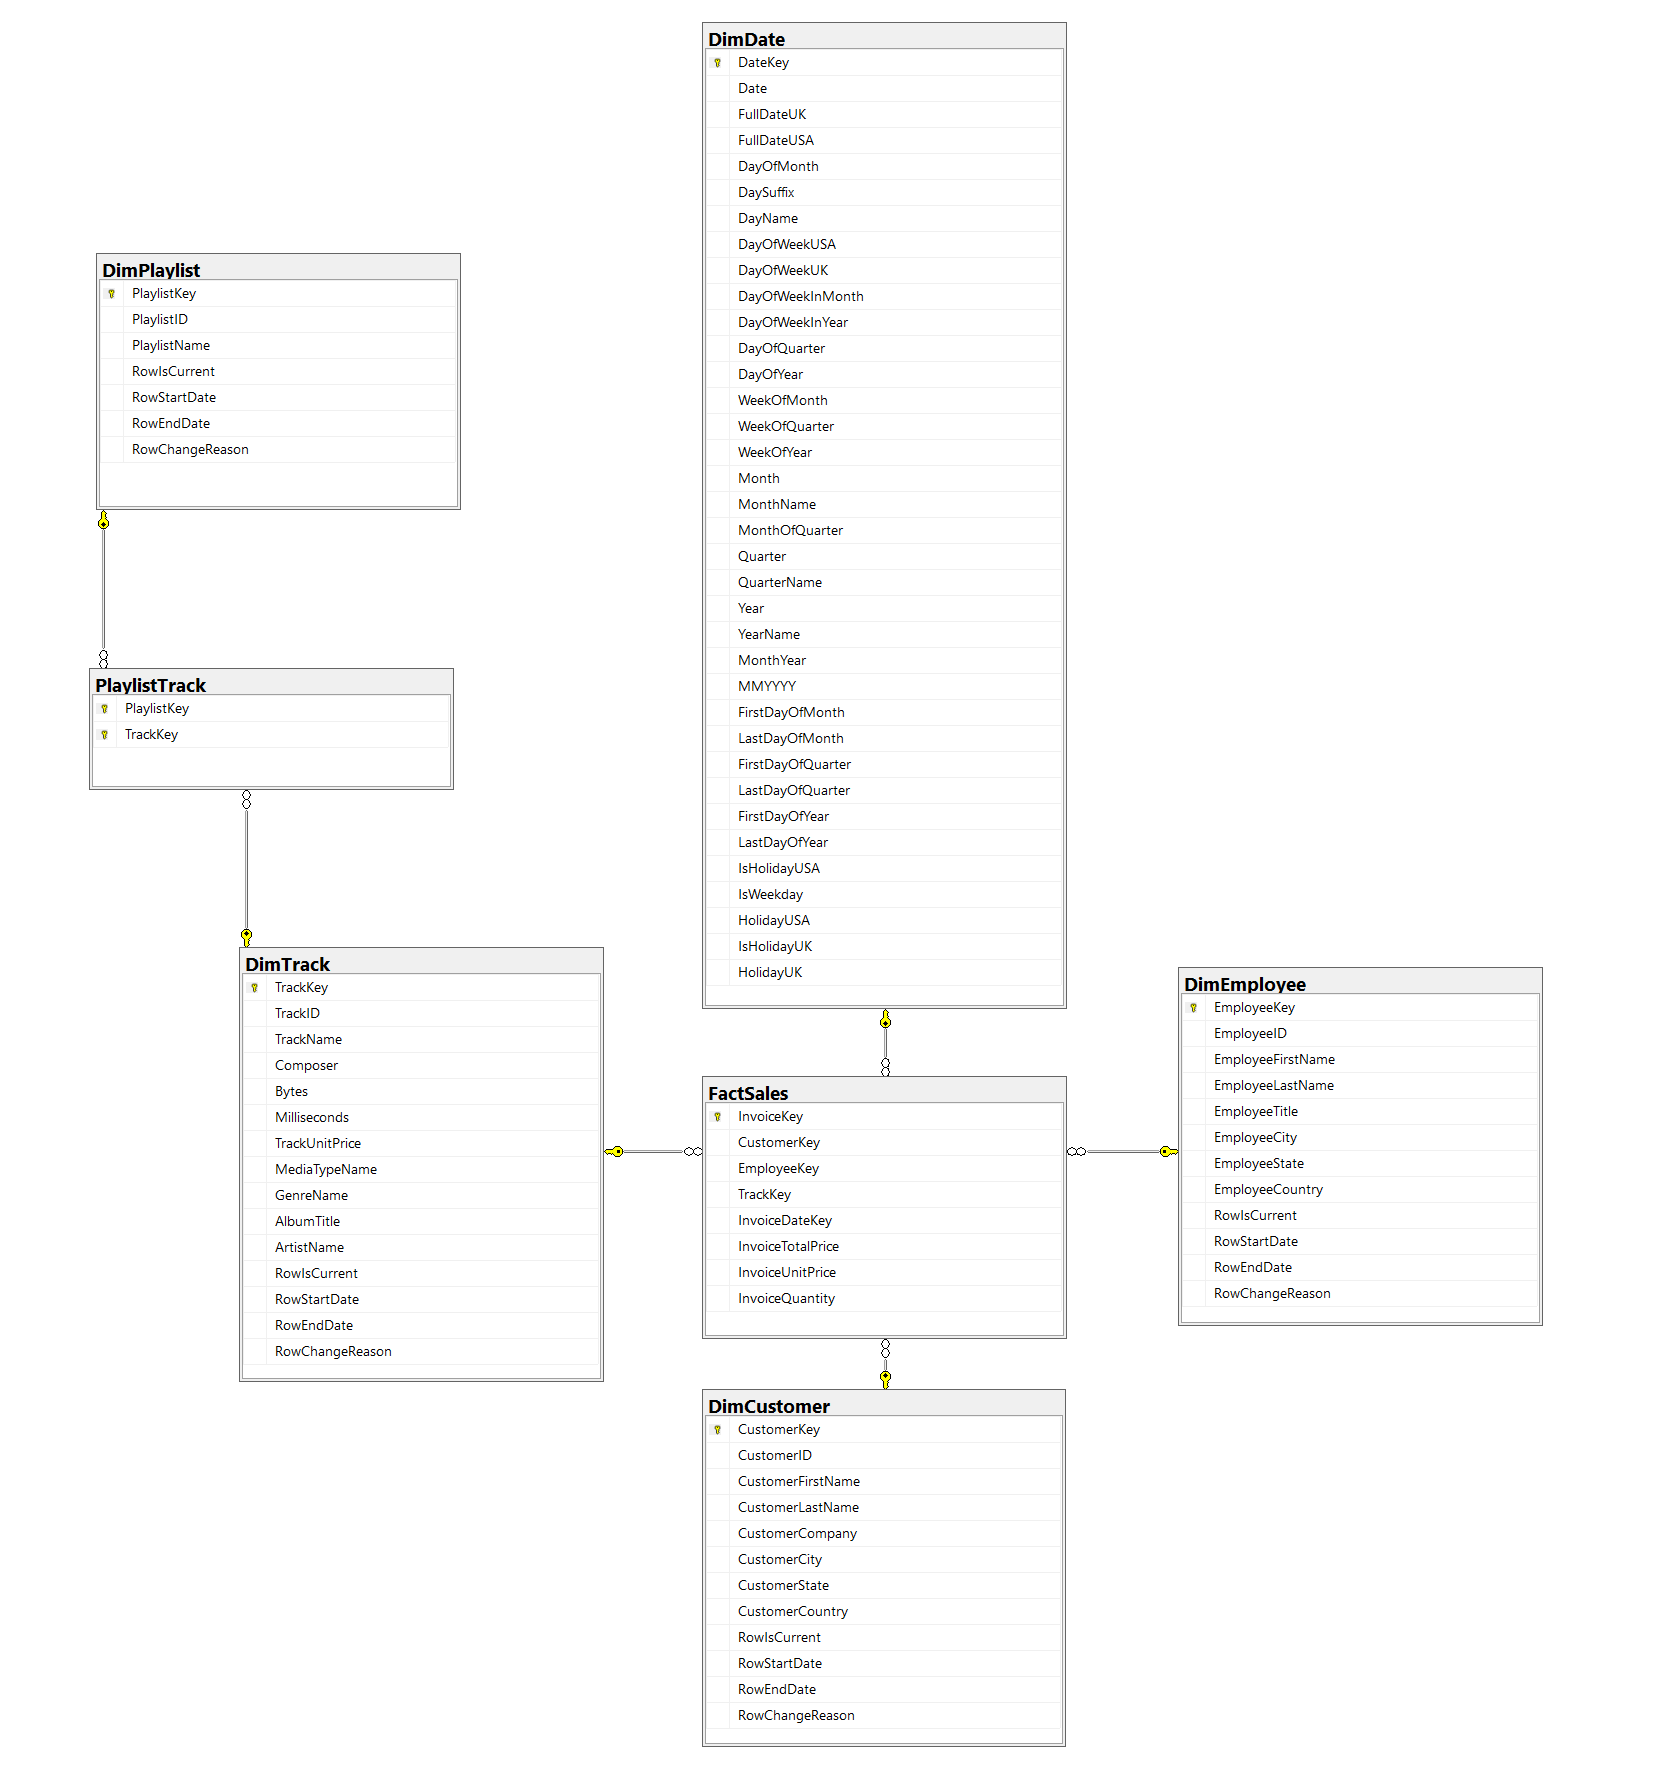 DimDate
DateKey
Date
FullDateUK
FullDateUSA
DayOfMonth
DaySuffix
DayName
DayOfWeekUSA
DayOfWeekUK
DayOfWeekInMonth
DayOfWeekInYear
DayOfQuarter
DayOfYear
WeekOfMonth
WeekOfQuarter
WeekOfYear
Month
MonthName
MonthOfQuarter
Quarter
QuarterName
Year
YearName
MonthYear
MMYYYY
FirstDayOfMonth
LastDayOfMonth
FirstDayOfQuarter
LastDayOfQuarter
FirstDayOfYear
LastDayOfYear
IsHolidayUSA
IsWeekday
HolidayUSA
IsHolidayUK
HolidayUK
DimPlaylist
PlaylistKey
PlaylistID
PlaylistName
RowIsCurrent
RowStartDate
RowEndDate
RowChangeReason
PlaylistTrack
PlaylistKey
TrackKey
DimTrack
TrackKey
TrackID
TrackName
Composer
Bytes
Milliseconds
TrackUnitPrice
MediaTypeName
GenreName
AlbumTitle
ArtistName
RowIsCurrent
RowStartDate
RowEndDate
RowChangeReason
FactSales
InvoiceKey
CustomerKey
EmployeeKey
TrackKey
InvoiceDateKey
InvoiceTotalPrice
InvoiceUnitPrice
InvoiceQuantity
DimEmployee
EmployeeKey
EmployeeID
EmployeeFirstName
EmployeeLastName
EmployeeTitle
EmployeeCity
EmployeeState
EmployeeCountry
RowIsCurrent
RowStartDate
RowEndDate
RowChangeReason
DimCustomer
CustomerKey
CustomerID
CustomerFirstName
CustomerLastName
CustomerCompany
CustomerCity
CustomerState
CustomerCountry
RowIsCurrent
RowStartDate
RowEndDate
RowChangeReason